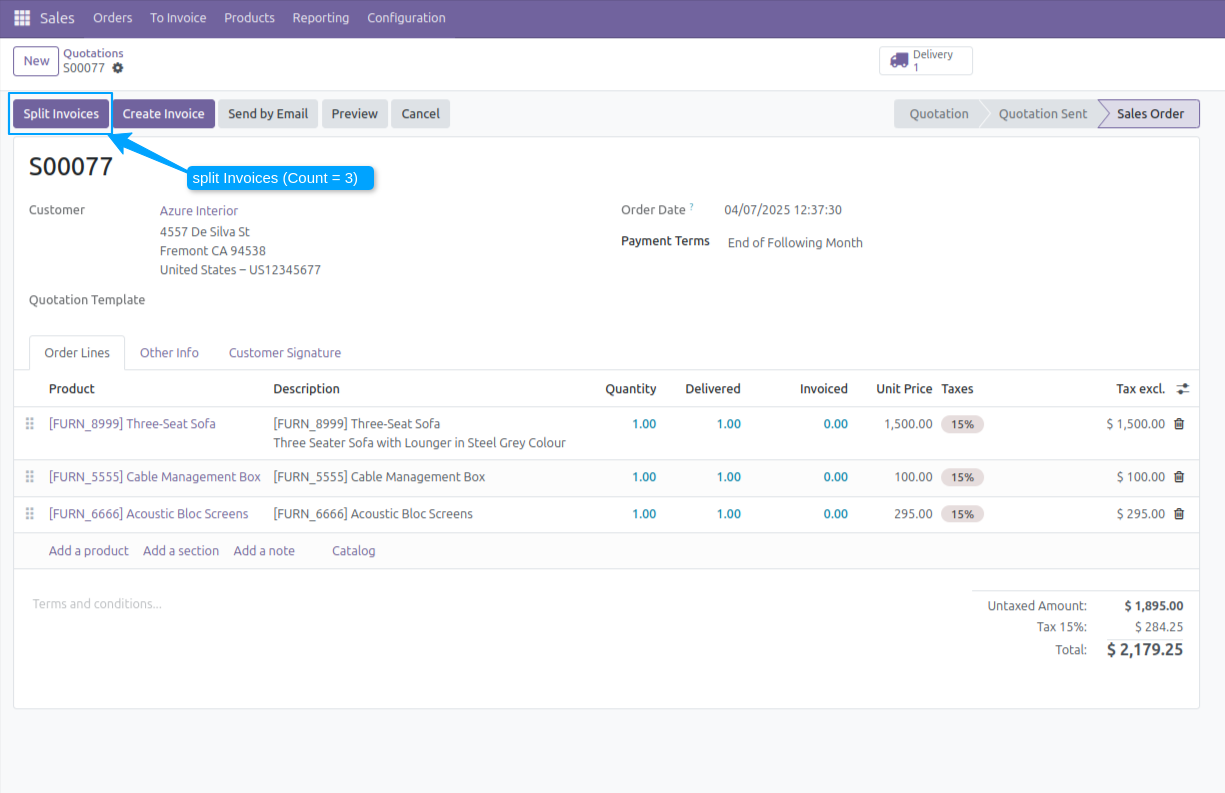 Sales Orders To Invoice Products Reporting Configuration
New Quotations
S00077
Delivery
1
Split Invoices Create Invoice Send by Email Preview Cancel Quotation Quotation Sent Sales Order
S00077
split Invoices (Count = 3)
Customer Azure Interior
4557 De Silva St
Fremont CA 94538
United States – US12345677
Order Date ? 04/07/2025 12:37:30
Payment Terms End of Following Month
Quotation Template
Order Lines Other Info Customer Signature
Product Description Quantity Delivered Invoiced Unit Price Taxes Tax excl.
[FURN_8999] Three-Seat Sofa [FURN_8999] Three-Seat Sofa 1.00 1.00 0.00 1,500.00 15% $ 1,500.00
Three Seater Sofa with Lounger in Steel Grey Colour
[FURN_5555] Cable Management Box [FURN_5555] Cable Management Box 1.00 1.00 0.00 100.00 15% $ 100.00
[FURN_6666] Acoustic Bloc Screens [FURN_6666] Acoustic Bloc Screens 1.00 1.00 0.00 295.00 15% $ 295.00
Add a product Add a section Add a note Catalog
Terms and conditions...
Untaxed Amount: $ 1,895.00
Tax 15%: $ 284.25
Total: $ 2,179.25